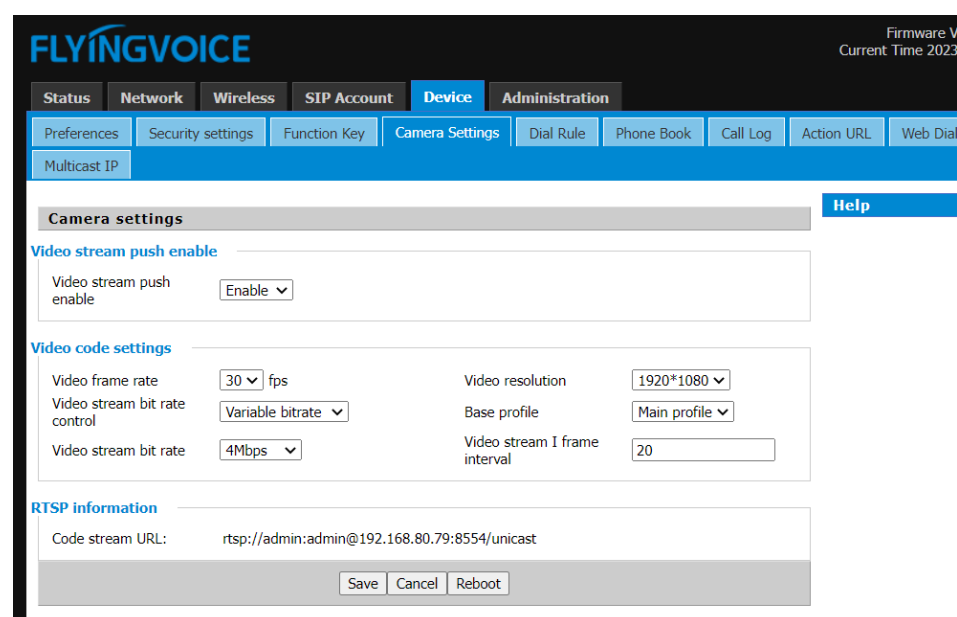 FLYINGVOICE
Firmware V
Current Time 2023
Status Network Wireless SIP Account Device Administration
Preferences Security settings Function Key Camera Settings Dial Rule Phone Book Call Log Action URL Web Dial
Multicast IP
Help
Camera settings
Video stream push enable
Video stream push
enable
Enable
Video code settings
Video frame rate 30 fps Video resolution 1920*1080
Video stream bit rate
control
Variable bitrate Base profile Main profile
Video stream bit rate 4Mbps
Video stream I frame
interval
20
RTSP information
Code stream URL: rtsp://admin:admin@192.168.80.79:8554/unicast
Save Cancel Reboot